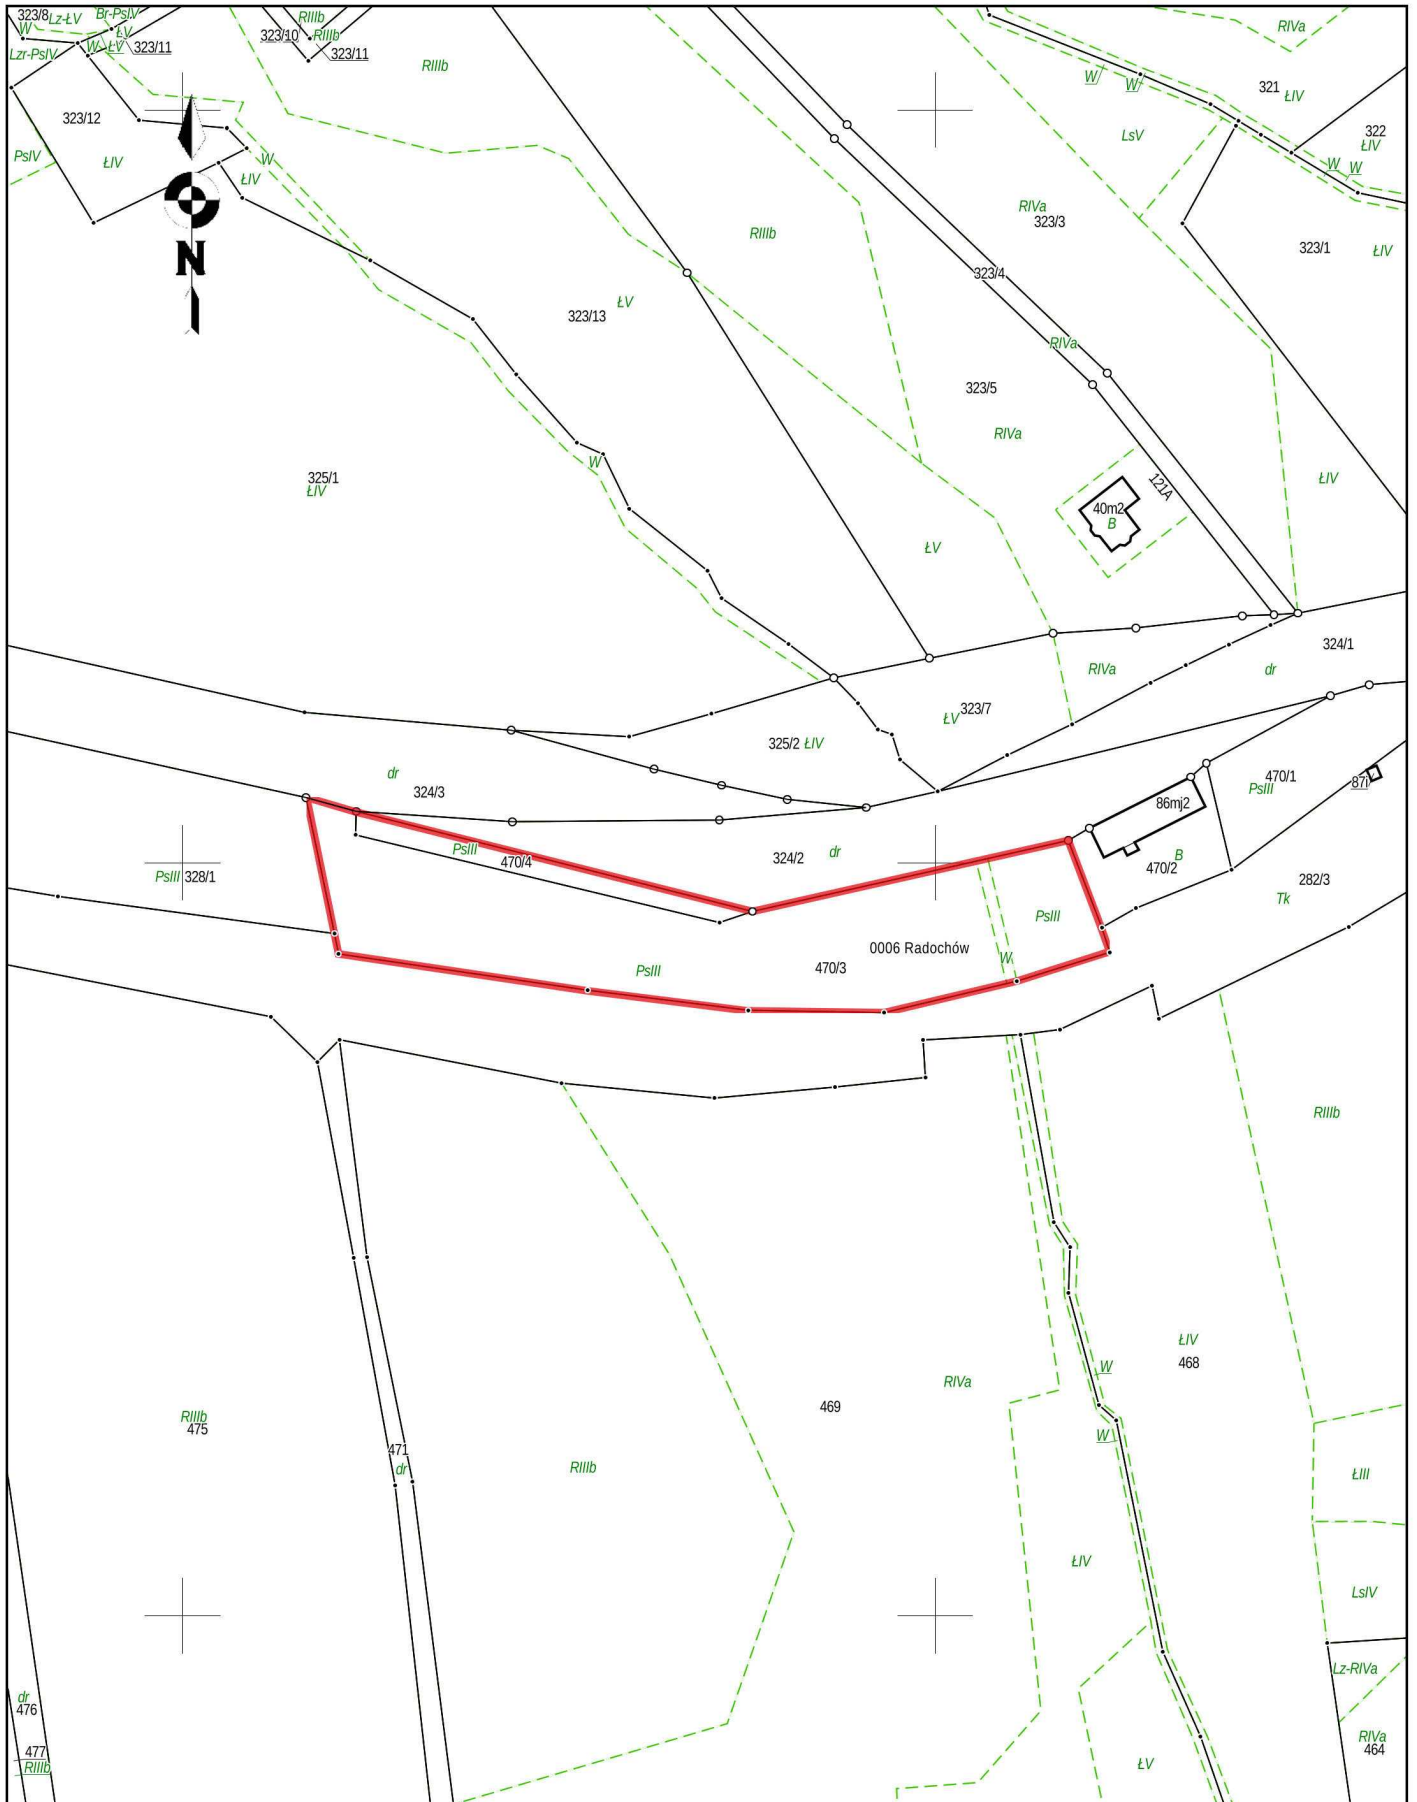 323/8
Lz-ŁV
Br-PsIV
W
ŁV
W
ŁV
323/11
Lzr-PsIV
323/10
RIIIb
RIIIb
323/11
RIIIb
RIVa
W
W
321
ŁIV
323/12
PsIV
ŁIV
W
ŁIV
LsV
322
ŁIV
W
W
N
RIIIb
RIVa
323/3
323/1
ŁIV
323/4
ŁV
323/13
RIVa
323/5
RIVa
W
325/1
ŁIV
121A
ŁIV
40m2
B
ŁV
324/1
RIVa
dr
323/7
ŁV
325/2
ŁIV
dr
324/3
470/1
PsIII
87i
86mj2
PsIII
470/4
324/2
dr
B
470/2
PsIII
328/1
282/3
Tk
PsIII
0006 Radochów
W
PsIII
470/3
RIIIb
ŁIV
468
W
RIVa
469
RIIIb
475
W
471
dr
RIIIb
ŁIII
ŁIV
LsIV
Lz-RIVa
dr
476
RIVa
464
477
RIIIb
ŁV